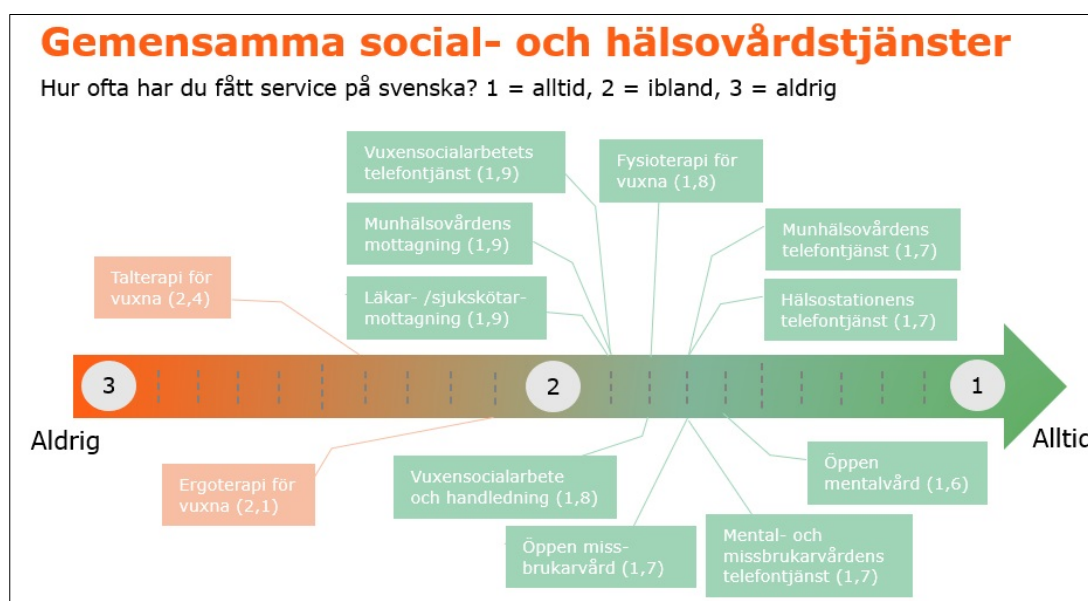 Gemensamma social- och hälsovårdstjänster
Hur ofta har du fått service på svenska? 1 = alltid, 2 = ibland, 3 = aldrig
Vuxensocialarbetets
telefontjänst (1,9)
Fysioterapi för
vuxna (1,8)
Munhälsovårdens
mottagning (1,9)
Munhälsovårdens
telefontjänst (1,7)
Talterapi för
vuxna (2,4)
Läkar- /sjukskötar-
mottagning (1,9)
Hälsostationens
telefontjänst (1,7)
3
2
1
Aldrig
Alltid
Ergoterapi för
vuxna (2,1)
Vuxensocialarbete
och handledning (1,8)
Öppen
mentalvård (1,6)
Öppen miss-
brukarvård (1,7)
Mental- och
missbrukarvårdens
telefontjänst (1,7)